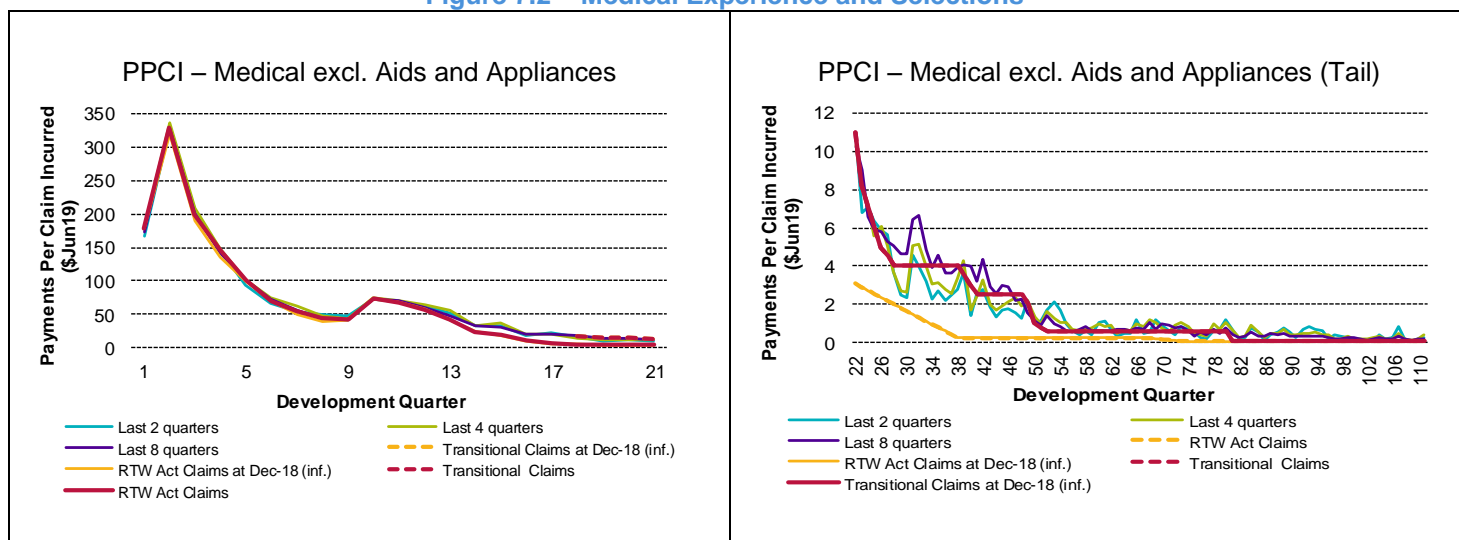 Figure 7.2 – Medical Experience and Selections
PPCI – Medical excl. Aids and Appliances
Payments Per Claim Incurred
($Jun19)
350
300
250
200
150
100
50
0
1 5 9 13 17 21
Development Quarter
Last 2 quarters
Last 4 quarters
Last 8 quarters
Transitional Claims at Dec-18 (inf.)
RTW Act Claims at Dec-18 (inf.)
Transitional Claims
RTW Act Claims
PPCI – Medical excl. Aids and Appliances (Tail)
Payments Per Claim Incurred
($Jun19)
12
10
8
6
4
2
0
22 26 30 34 38 42 46 50 54 58 62 66 70 74 78 82 86 90 94 98 102 106 110
Development Quarter
Last 2 quarters
Last 4 quarters
Last 8 quarters
RTW Act Claims
RTW Act Claims at Dec-18 (inf.)
Transitional Claims
Transitional Claims at Dec-18 (inf.)